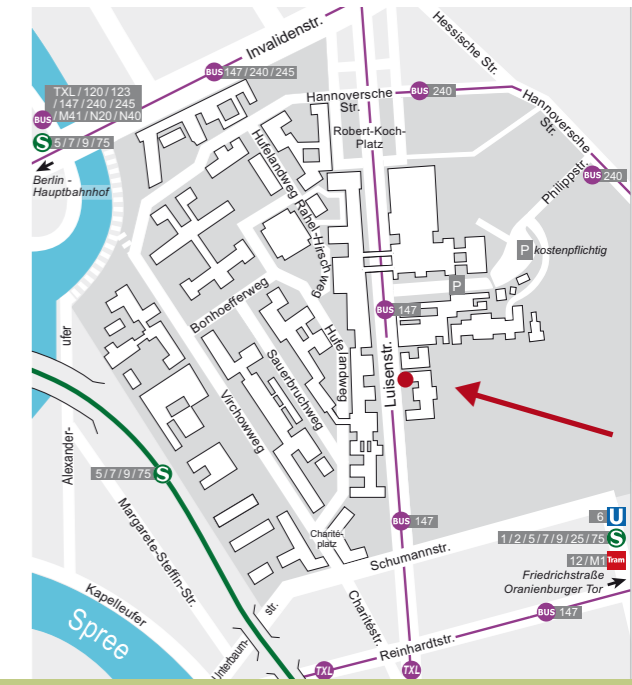 Hessische Str.
Invalidenstr.
BUS 147/240/245
TXL/120/123
/147/240/245
BUS /M41/N20/N40
S 5/7/9/75
Berlin -
Hauptbahnhof
Hannoversche
Str.
BUS 240
Hannoversche
Str.
Robert-Koch-
Platz
Hufelandweg
Philippstr.
BUS 240
Rahel-Hirsch weg
P kostenpflichtig
P
Bonhoefferweg
BUS 147
ufer
Alexander-
Hufelandweg
Luisenstr.
Sauerbruchweg
Virchowweg
5/7/9/75 S
Margarete-Steffin-Str.
6 U
BUS 147
1/2/5/7/9/25/75 S
Charité-
platz
Schumannstr.
12/M1 Tram
Friedrichstraße
Oranienburger Tor
Kapelleufer
Spree
str.
Unterbaum-
Charitéstr.
BUS 147
Reinhardtstr.
TXL
TXL